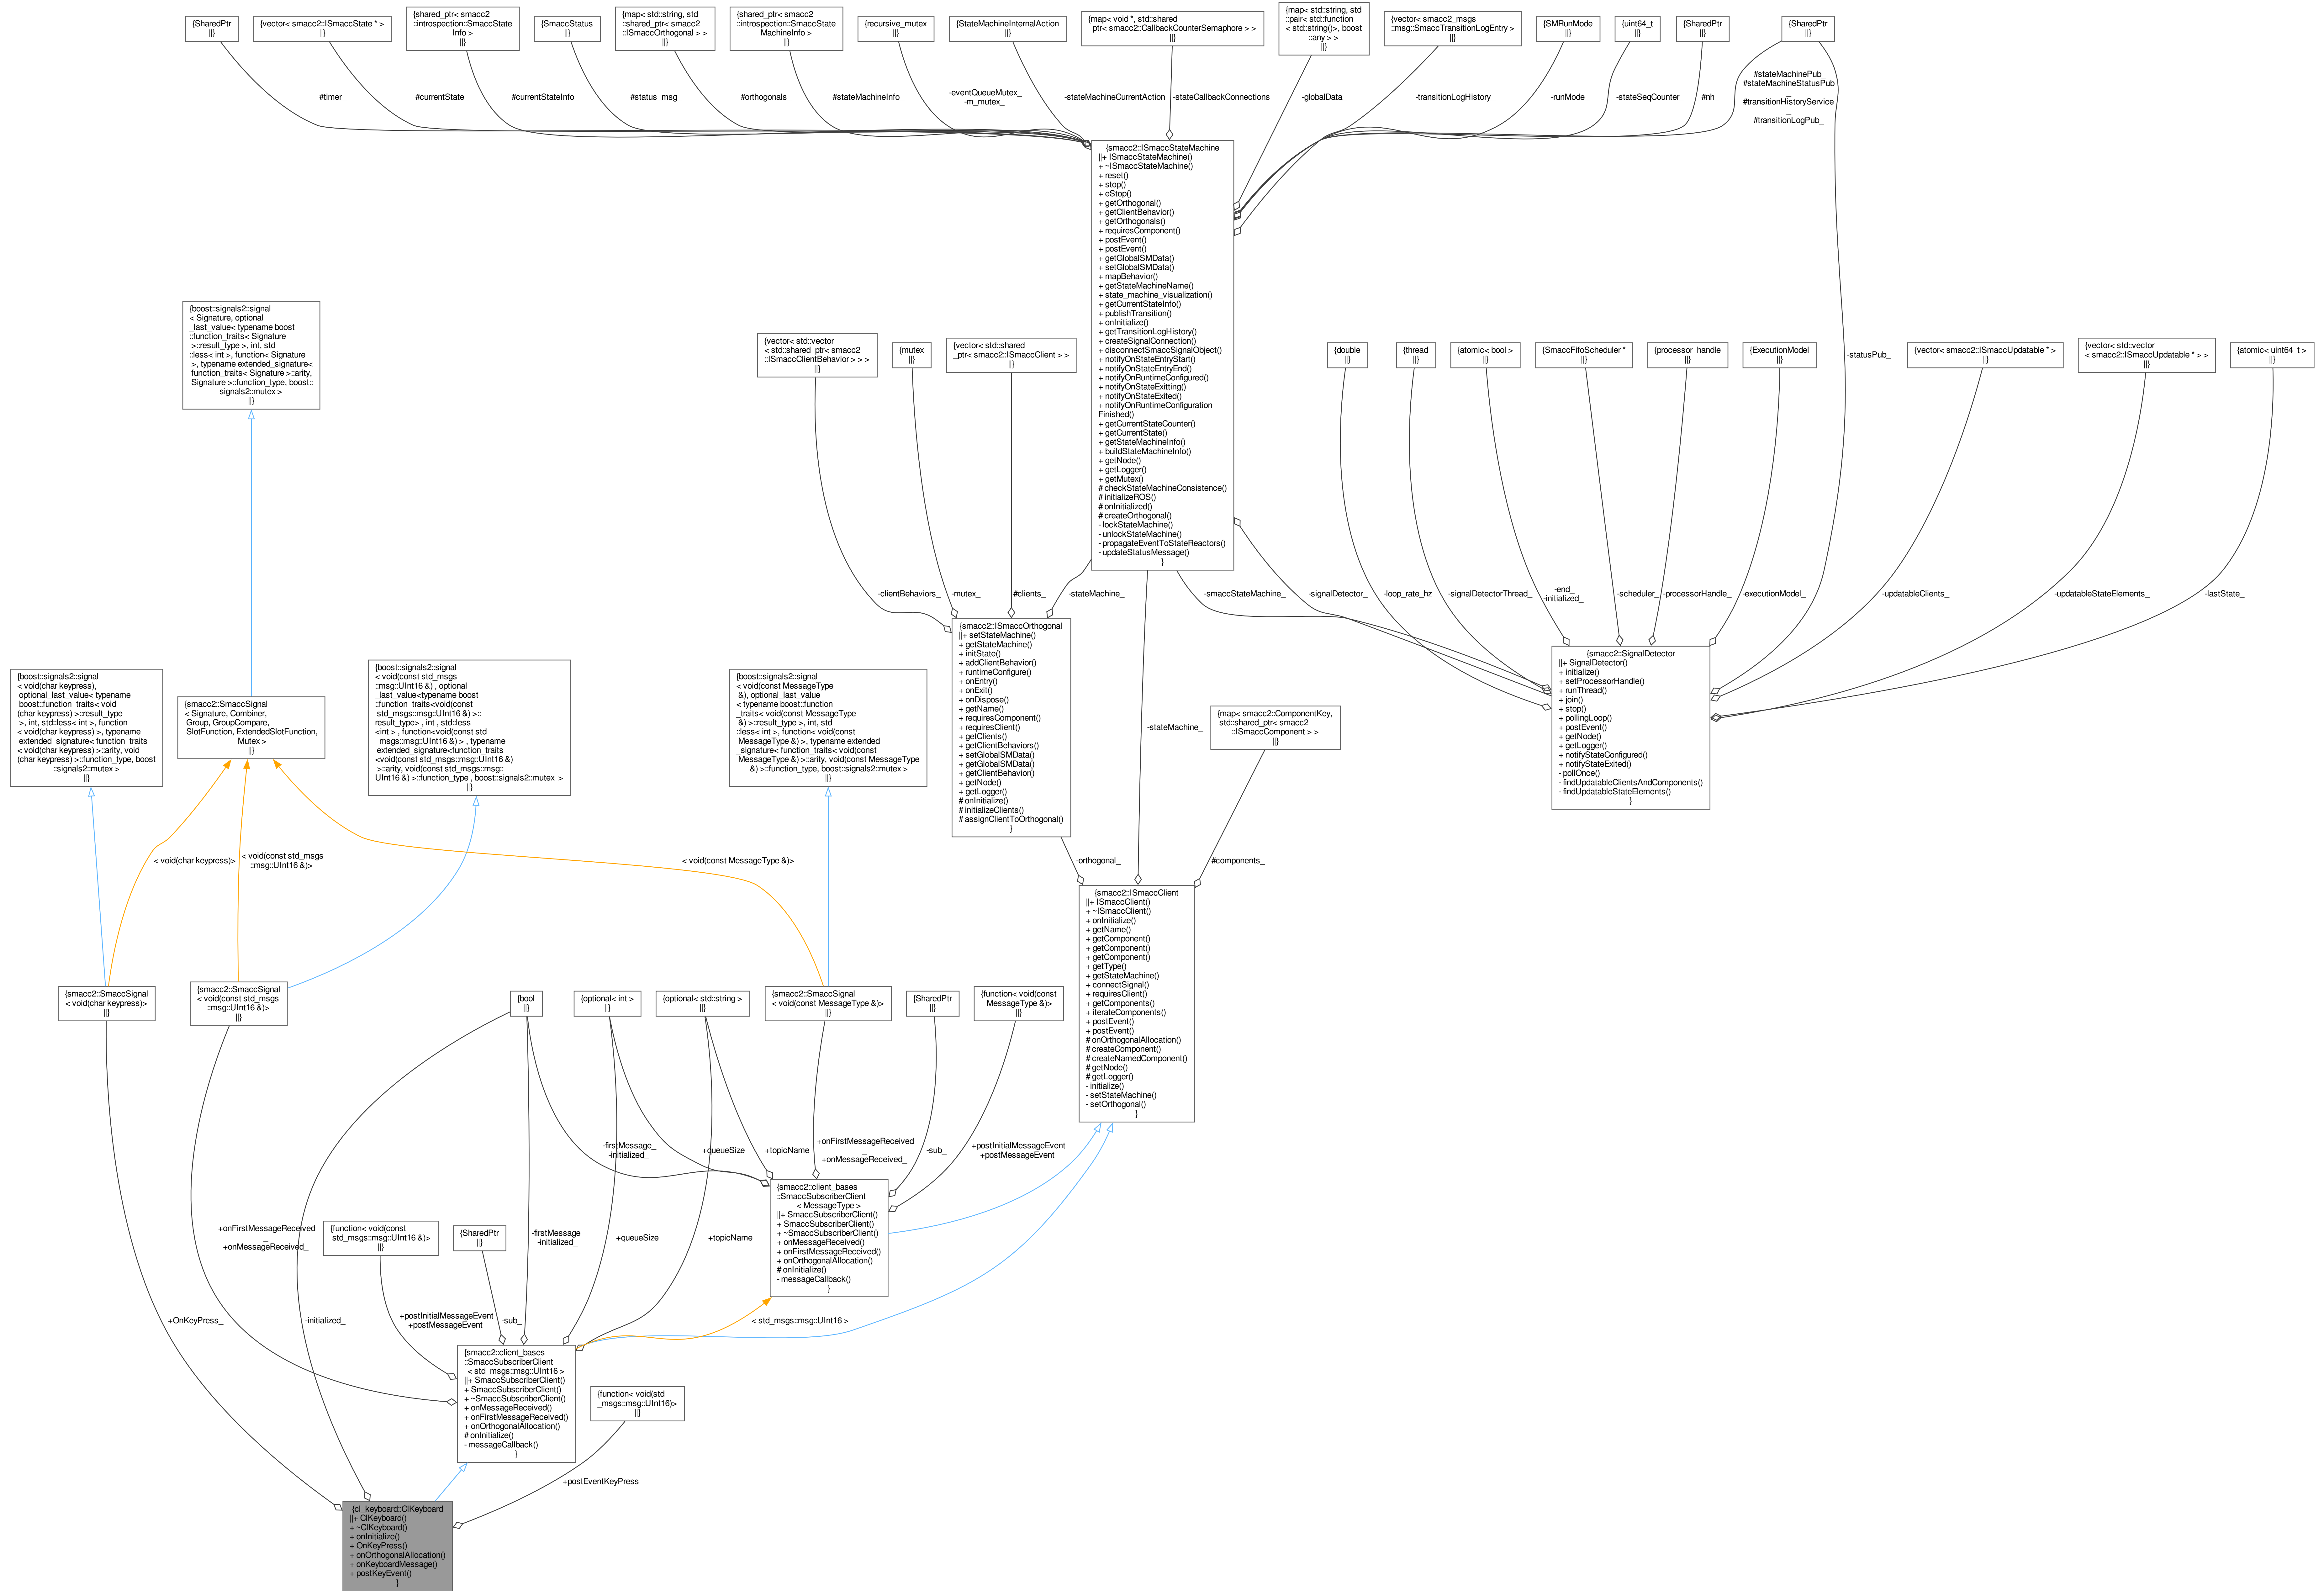 {SharedPtr
||}
{vector< smacc2::ISmaccState * >
||}
{shared_ptr< smacc2
::introspection::SmaccState
Info >
||}
{SmaccStatus
||}
{map< std::string, std
::shared_ptr< smacc2
::ISmaccOrthogonal > >
||}
{shared_ptr< smacc2
::introspection::SmaccState
MachineInfo >
||}
{recursive_mutex
||}
{StateMachineInternalAction
||}
{map< void *, std::shared
_ptr< smacc2::CallbackCounterSemaphore > >
||}
{map< std::string, std
::pair< std::function
< std::string()>, boost
::any > >
||}
{vector< smacc2_msgs
::msg::SmaccTransitionLogEntry >
||}
{SMRunMode
||}
{uint64_t
||}
{SharedPtr
||}
{SharedPtr
||}
#timer_
#currentState_
#currentStateInfo_
#status_msg_
#orthogonals_
#stateMachineInfo_
-eventQueueMutex_
-m_mutex_
-stateMachineCurrentAction
-stateCallbackConnections
-globalData_
-transitionLogHistory_
-runMode_
-stateSeqCounter_
#nh_
#stateMachinePub_
#stateMachineStatusPub
_
#transitionHistoryService
_
#transitionLogPub_
{smacc2::ISmaccStateMachine
||+ ISmaccStateMachine()
+ ~ISmaccStateMachine()
+ reset()
+ stop()
+ eStop()
+ getOrthogonal()
+ getClientBehavior()
+ getOrthogonals()
+ requiresComponent()
+ postEvent()
+ postEvent()
+ getGlobalSMData()
+ setGlobalSMData()
+ mapBehavior()
+ getStateMachineName()
+ state_machine_visualization()
+ getCurrentStateInfo()
+ publishTransition()
+ onInitialize()
+ getTransitionLogHistory()
+ createSignalConnection()
+ disconnectSmaccSignalObject()
+ notifyOnStateEntryStart()
+ notifyOnStateEntryEnd()
+ notifyOnRuntimeConfigured()
+ notifyOnStateExitting()
+ notifyOnStateExited()
+ notifyOnRuntimeConfiguration
Finished()
+ getCurrentStateCounter()
+ getCurrentState()
+ getStateMachineInfo()
+ buildStateMachineInfo()
+ getNode()
+ getLogger()
+ getMutex()
# checkStateMachineConsistence()
# initializeROS()
# onInitialized()
# createOrthogonal()
- lockStateMachine()
- unlockStateMachine()
- propagateEventToStateReactors()
- updateStatusMessage()
}
{boost::signals2::signal
< Signature, optional
_last_value< typename boost
::function_traits< Signature
>::result_type >, int, std
::less< int >, function< Signature
>, typename extended_signature<
function_traits< Signature >::arity,
Signature >::function_type, boost::
signals2::mutex >
||}
{vector< std::vector
< std::shared_ptr< smacc2
::ISmaccClientBehavior > > >
||}
{mutex
||}
{vector< std::shared
_ptr< smacc2::ISmaccClient > >
||}
{double
||}
{thread
||}
{atomic< bool >
||}
{SmaccFifoScheduler *
||}
{processor_handle
||}
{ExecutionModel
||}
-statusPub_
{vector< smacc2::ISmaccUpdatable * >
||}
{vector< std::vector
< smacc2::ISmaccUpdatable * > >
||}
{atomic< uint64_t >
||}
-clientBehaviors_
-mutex_
#clients_
-stateMachine_
-smaccStateMachine_
-signalDetector_
-loop_rate_hz
-signalDetectorThread_
-end_
-initialized_
-scheduler_
-processorHandle_
-executionModel_
-updatableClients_
-updatableStateElements_
-lastState_
{smacc2::ISmaccOrthogonal
||+ setStateMachine()
+ getStateMachine()
+ initState()
+ addClientBehavior()
+ runtimeConfigure()
+ onEntry()
+ onExit()
+ onDispose()
+ getName()
+ requiresComponent()
+ requiresClient()
+ getClients()
+ getClientBehaviors()
+ setGlobalSMData()
+ getGlobalSMData()
+ getClientBehavior()
+ getNode()
+ getLogger()
# onInitialize()
# initializeClients()
# assignClientToOrthogonal()
}
{smacc2::SignalDetector
||+ SignalDetector()
+ initialize()
+ setProcessorHandle()
+ runThread()
+ join()
+ stop()
+ pollingLoop()
+ postEvent()
+ getNode()
+ getLogger()
+ notifyStateConfigured()
+ notifyStateExited()
- pollOnce()
- findUpdatableClientsAndComponents()
- findUpdatableStateElements()
}
{boost::signals2::signal
< void(char keypress),
optional_last_value< typename
boost::function_traits< void
(char keypress) >::result_type
>, int, std::less< int >, function
< void(char keypress) >, typename
extended_signature< function_traits
< void(char keypress) >::arity, void
(char keypress) >::function_type, boost
::signals2::mutex >
||}
{smacc2::SmaccSignal
< Signature, Combiner,
Group, GroupCompare,
SlotFunction, ExtendedSlotFunction,
Mutex >
||}
{boost::signals2::signal
< void(const std_msgs
::msg::UInt16 &) , optional
_last_value<typename boost
::function_traits<void(const
std_msgs::msg::UInt16 &) >::
result_type> , int , std::less
<int > , function<void(const std
_msgs::msg::UInt16 &) > , typename
extended_signature<function_traits
<void(const std_msgs::msg::UInt16 &)
>::arity, void(const std_msgs::msg::
UInt16 &) >::function_type , boost::signals2::mutex >
||}
{boost::signals2::signal
< void(const MessageType
&), optional_last_value
< typename boost::function
_traits< void(const MessageType
&) >::result_type >, int, std
::less< int >, function< void(const
MessageType &) >, typename extended
_signature< function_traits< void(const
MessageType &) >::arity, void(const MessageType
&) >::function_type, boost::signals2::mutex >
||}
-stateMachine_
{map< smacc2::ComponentKey,
std::shared_ptr< smacc2
::ISmaccComponent > >
||}
< void(char keypress)>
< void(const std_msgs
::msg::UInt16 &)>
< void(const MessageType &)>
-orthogonal_
#components_
{smacc2::ISmaccClient
||+ ISmaccClient()
+ ~ISmaccClient()
+ onInitialize()
+ getName()
+ getComponent()
+ getComponent()
+ getComponent()
+ getType()
+ getStateMachine()
+ connectSignal()
+ requiresClient()
+ getComponents()
+ iterateComponents()
+ postEvent()
+ postEvent()
# onOrthogonalAllocation()
# createComponent()
# createNamedComponent()
# getNode()
# getLogger()
- initialize()
- setStateMachine()
- setOrthogonal()
}
{smacc2::SmaccSignal
< void(char keypress)>
||}
{smacc2::SmaccSignal
< void(const std_msgs
::msg::UInt16 &)>
||}
{bool
||}
{optional< int >
||}
{optional< std::string >
||}
{smacc2::SmaccSignal
< void(const MessageType &)>
||}
{SharedPtr
||}
{function< void(const
MessageType &)>
||}
-firstMessage_
-initialized_
+queueSize
+topicName
+onFirstMessageReceived
_
+onMessageReceived_
-sub_
+postInitialMessageEvent
+postMessageEvent
{smacc2::client_bases
::SmaccSubscriberClient
< MessageType >
||+ SmaccSubscriberClient()
+ SmaccSubscriberClient()
+ ~SmaccSubscriberClient()
+ onMessageReceived()
+ onFirstMessageReceived()
+ onOrthogonalAllocation()
# onInitialize()
- messageCallback()
}
+onFirstMessageReceived
_
+onMessageReceived_
{function< void(const
std_msgs::msg::UInt16 &)>
||}
{SharedPtr
||}
-firstMessage_
-initialized_
+queueSize
+topicName
+OnKeyPress_
-initialized_
+postInitialMessageEvent
+postMessageEvent
-sub_
< std_msgs::msg::UInt16 >
{smacc2::client_bases
::SmaccSubscriberClient
< std_msgs::msg::UInt16 >
||+ SmaccSubscriberClient()
+ SmaccSubscriberClient()
+ ~SmaccSubscriberClient()
+ onMessageReceived()
+ onFirstMessageReceived()
+ onOrthogonalAllocation()
# onInitialize()
- messageCallback()
}
{function< void(std
_msgs::msg::UInt16)>
||}
+postEventKeyPress
{cl_keyboard::ClKeyboard
||+ ClKeyboard()
+ ~ClKeyboard()
+ onInitialize()
+ OnKeyPress()
+ onOrthogonalAllocation()
+ onKeyboardMessage()
+ postKeyEvent()
}